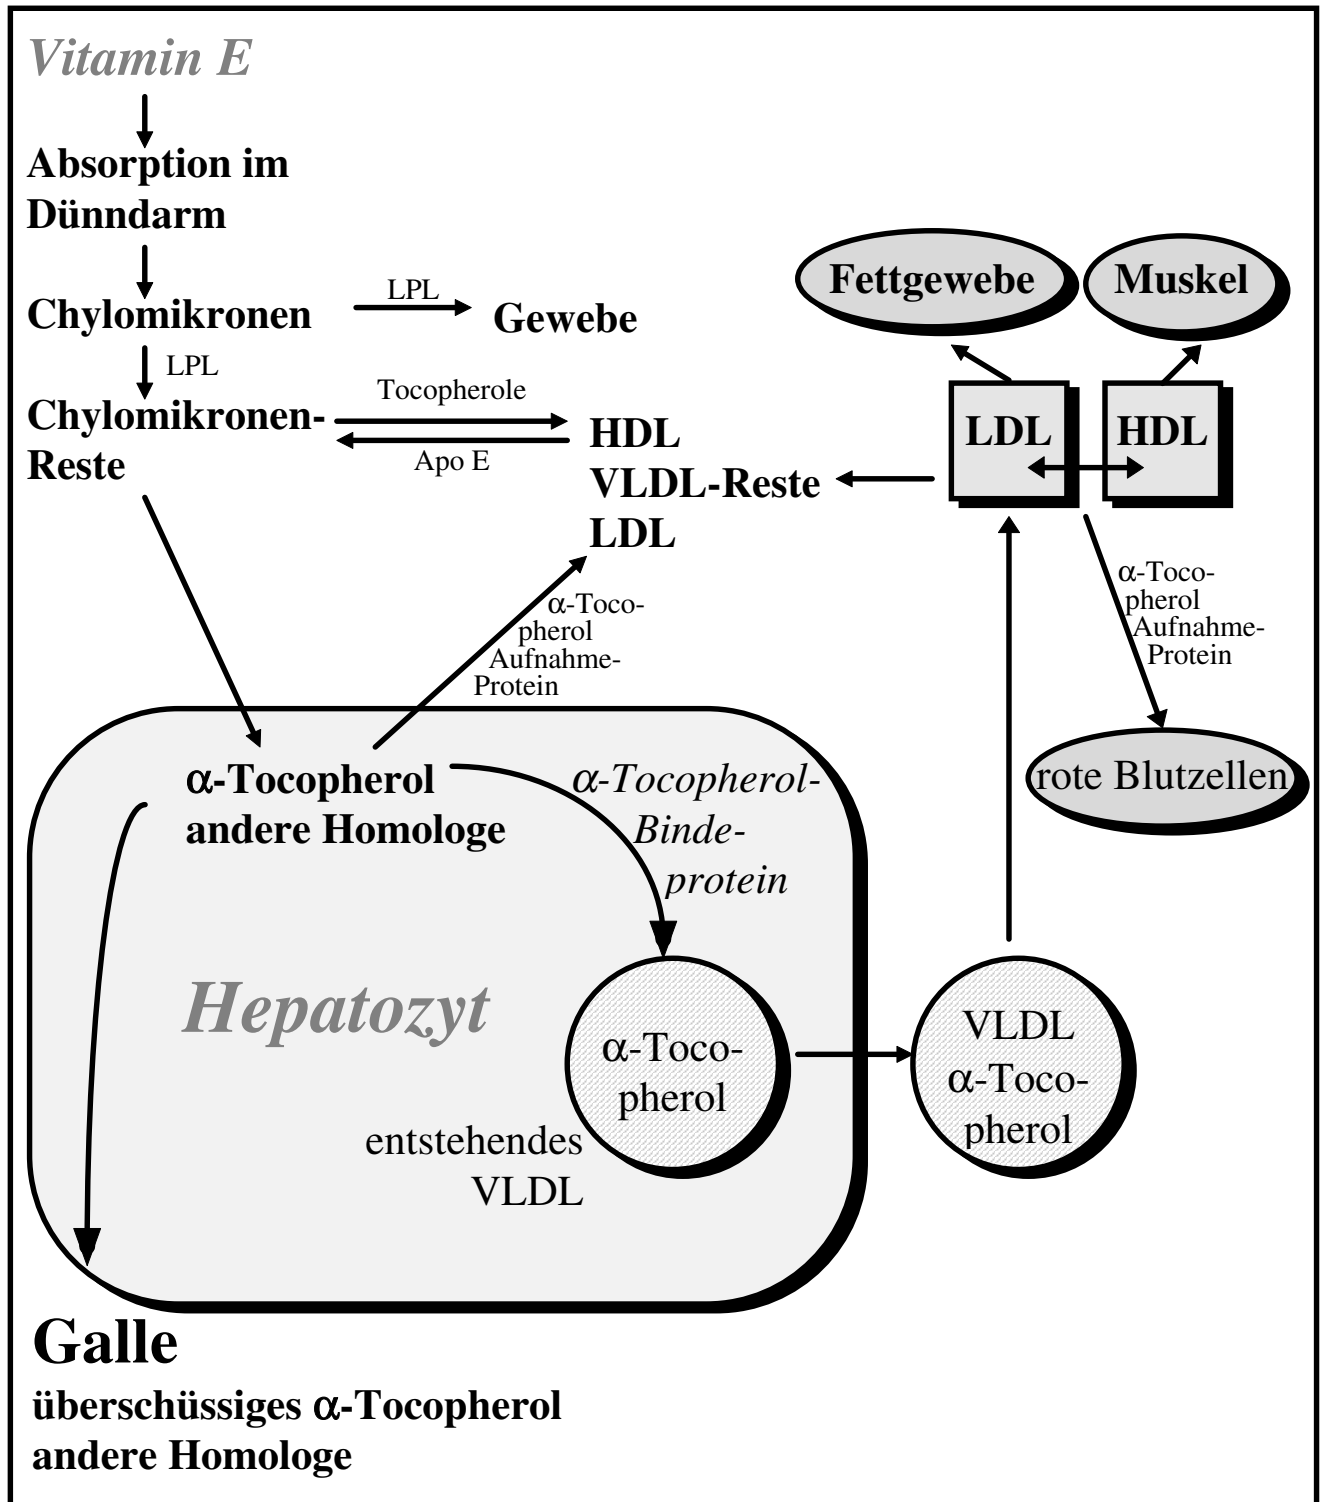 Vitamin E
Absorption im
Dünndarm
Chylomikronen
LPL
Gewebe
LPL
Chylomikronen-
Reste
Tocopherole
Apo E
HDL
VLDL-Reste
LDL
Fettgewebe
Muskel
LDL
HDL
α-Toco-
pherol
Aufnahme-
Protein
α-Toco-
pherol
Aufnahme-
Protein
rote Blutzellen
α-Tocopherol
andere Homologe
α-Tocopherol-
Binde-
protein
Hepatozyt
α-Toco-
pherol
entstehendes
VLDL
VLDL
α-Toco-
pherol
Galle
überschüssiges α-Tocopherol
andere Homologe